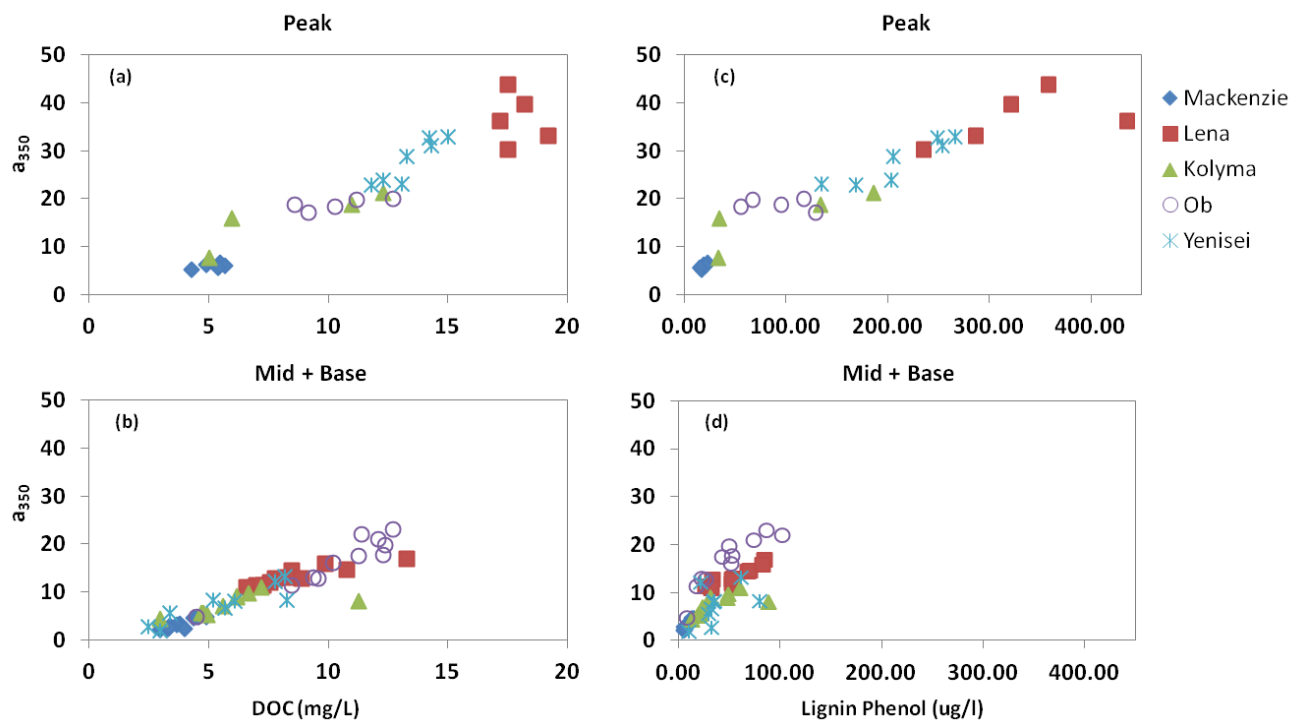 Peak
50
40
30
20
10
0
a350
(a)
0 5 10 15 20
Peak
50
40
30
20
10
0
(c)
0.00 100.00 200.00 300.00 400.00
Mackenzie
Lena
Kolyma
Ob
Yenisei
Mid + Base
50
40
30
20
10
0
a350
(b)
0 5 10 15 20
DOC (mg/L)
Mid + Base
50
40
30
20
10
0
(d)
0.00 100.00 200.00 300.00 400.00
Lignin Phenol (ug/l)